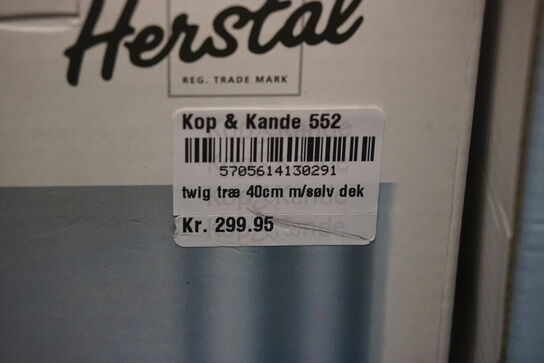 Herstal
REG. TRADE MARK
Kop & Kande 552
5705614130291
twig træ 40cm m/sølv dek
Kr. 299.95